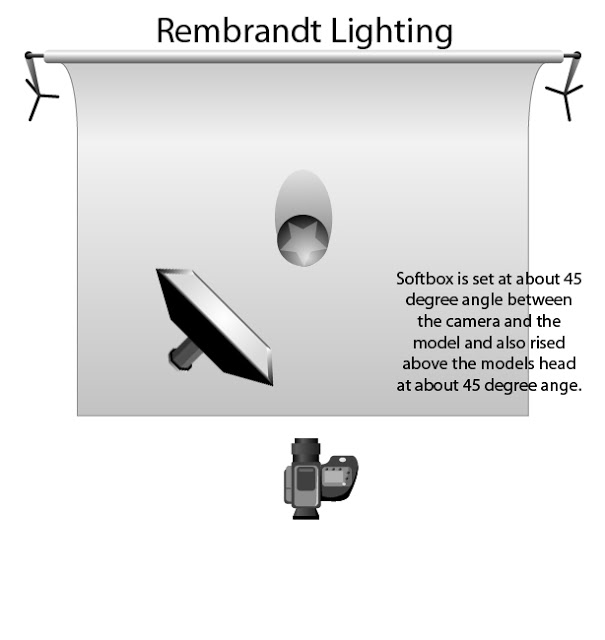 Rembrandt Lighting
Softbox is set at about 45
degree angle between
the camera and the
model and also rised
above the models head
at about 45 degree ange.